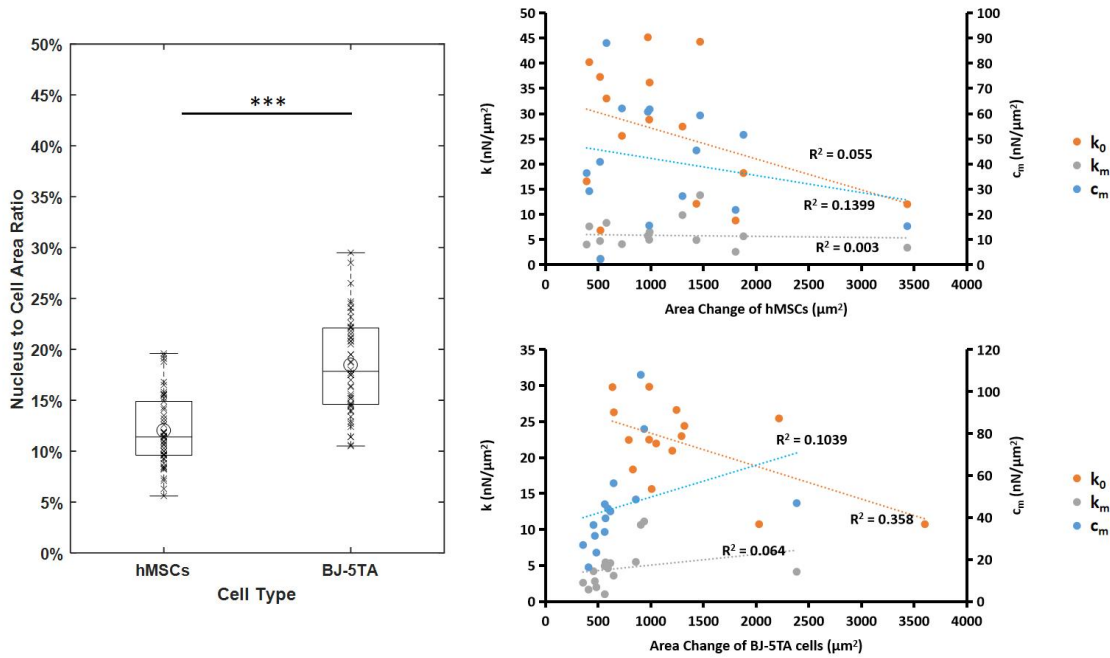 50%
45%
40%
35%
30%
25%
20%
15%
10%
5%
0%
Nucleus to Cell Area Ratio
***
hMSCs BJ-5TA
Cell Type
50
45
40
35
30
25
20
15
10
5
0
k (nN/μm²)
100
90
80
70
60
50
40
30
20
10
0
cₘ (nN/μm²)
R² = 0.055
R² = 0.1399
R² = 0.003
0 500 1000 1500 2000 2500 3000 3500 4000
Area Change of hMSCs (μm²)
k₀
kₘ
cₘ
35
30
25
20
15
10
5
0
k (nN/μm²)
120
100
80
60
40
20
0
cₘ (nN/μm²)
R² = 0.1039
R² = 0.358
R² = 0.064
0 500 1000 1500 2000 2500 3000 3500 4000
Area Change of BJ-5TA cells (μm²)
k₀
kₘ
cₘ